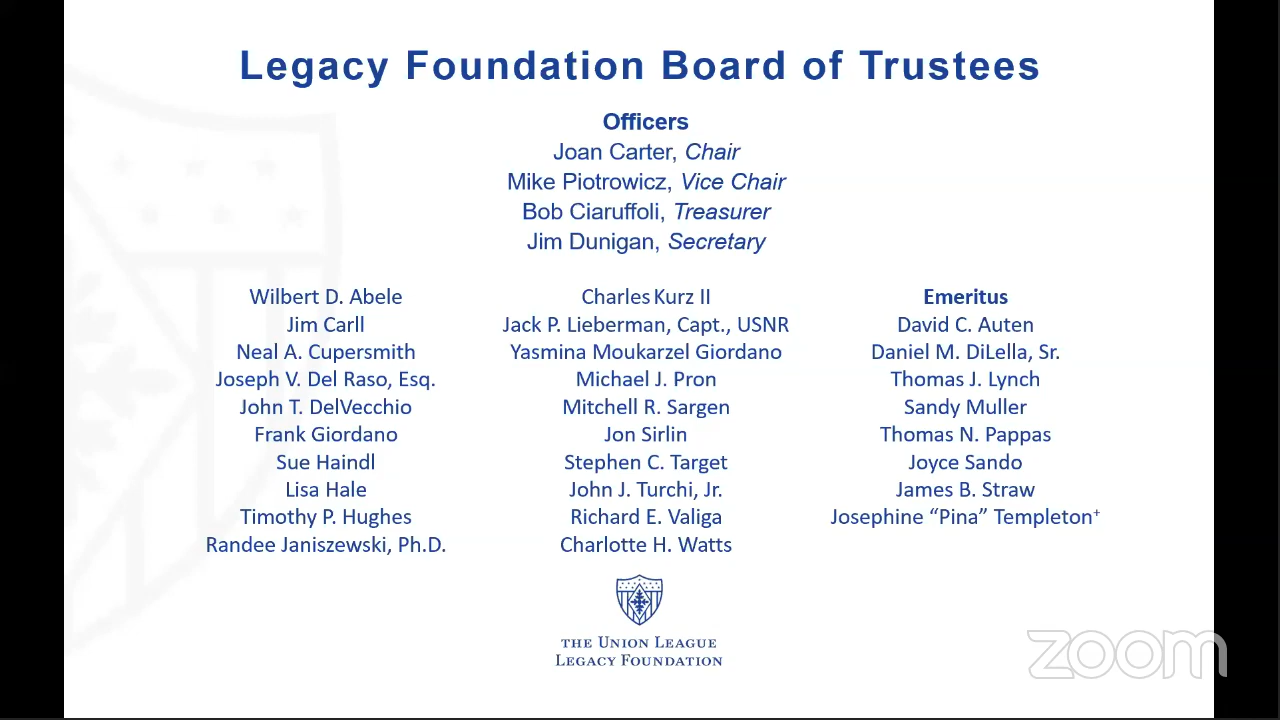 Legacy Foundation Board of Trustees
Officers
Joan Carter, Chair
Mike Piotrowicz, Vice Chair
Bob Ciaruffoli, Treasurer
Jim Dunigan, Secretary
Wilbert D. Abele
Jim Carll
Neal A. Cupersmith
Joseph V. Del Raso, Esq.
John T. DelVecchio
Frank Giordano
Sue Haindl
Lisa Hale
Timothy P. Hughes
Randee Janiszewski, Ph.D.
Charles Kurz II
Jack P. Lieberman, Capt., USNR
Yasmina Moukarzel Giordano
Michael J. Pron
Mitchell R. Sargen
Jon Sirlin
Stephen C. Target
John J. Turchi, Jr.
Richard E. Valiga
Charlotte H. Watts
Emeritus
David C. Auten
Daniel M. DiLella, Sr.
Thomas J. Lynch
Sandy Muller
Thomas N. Pappas
Joyce Sando
James B. Straw
Josephine “Pina” Templeton⁺
THE UNION LEAGUE
LEGACY FOUNDATION
zoom